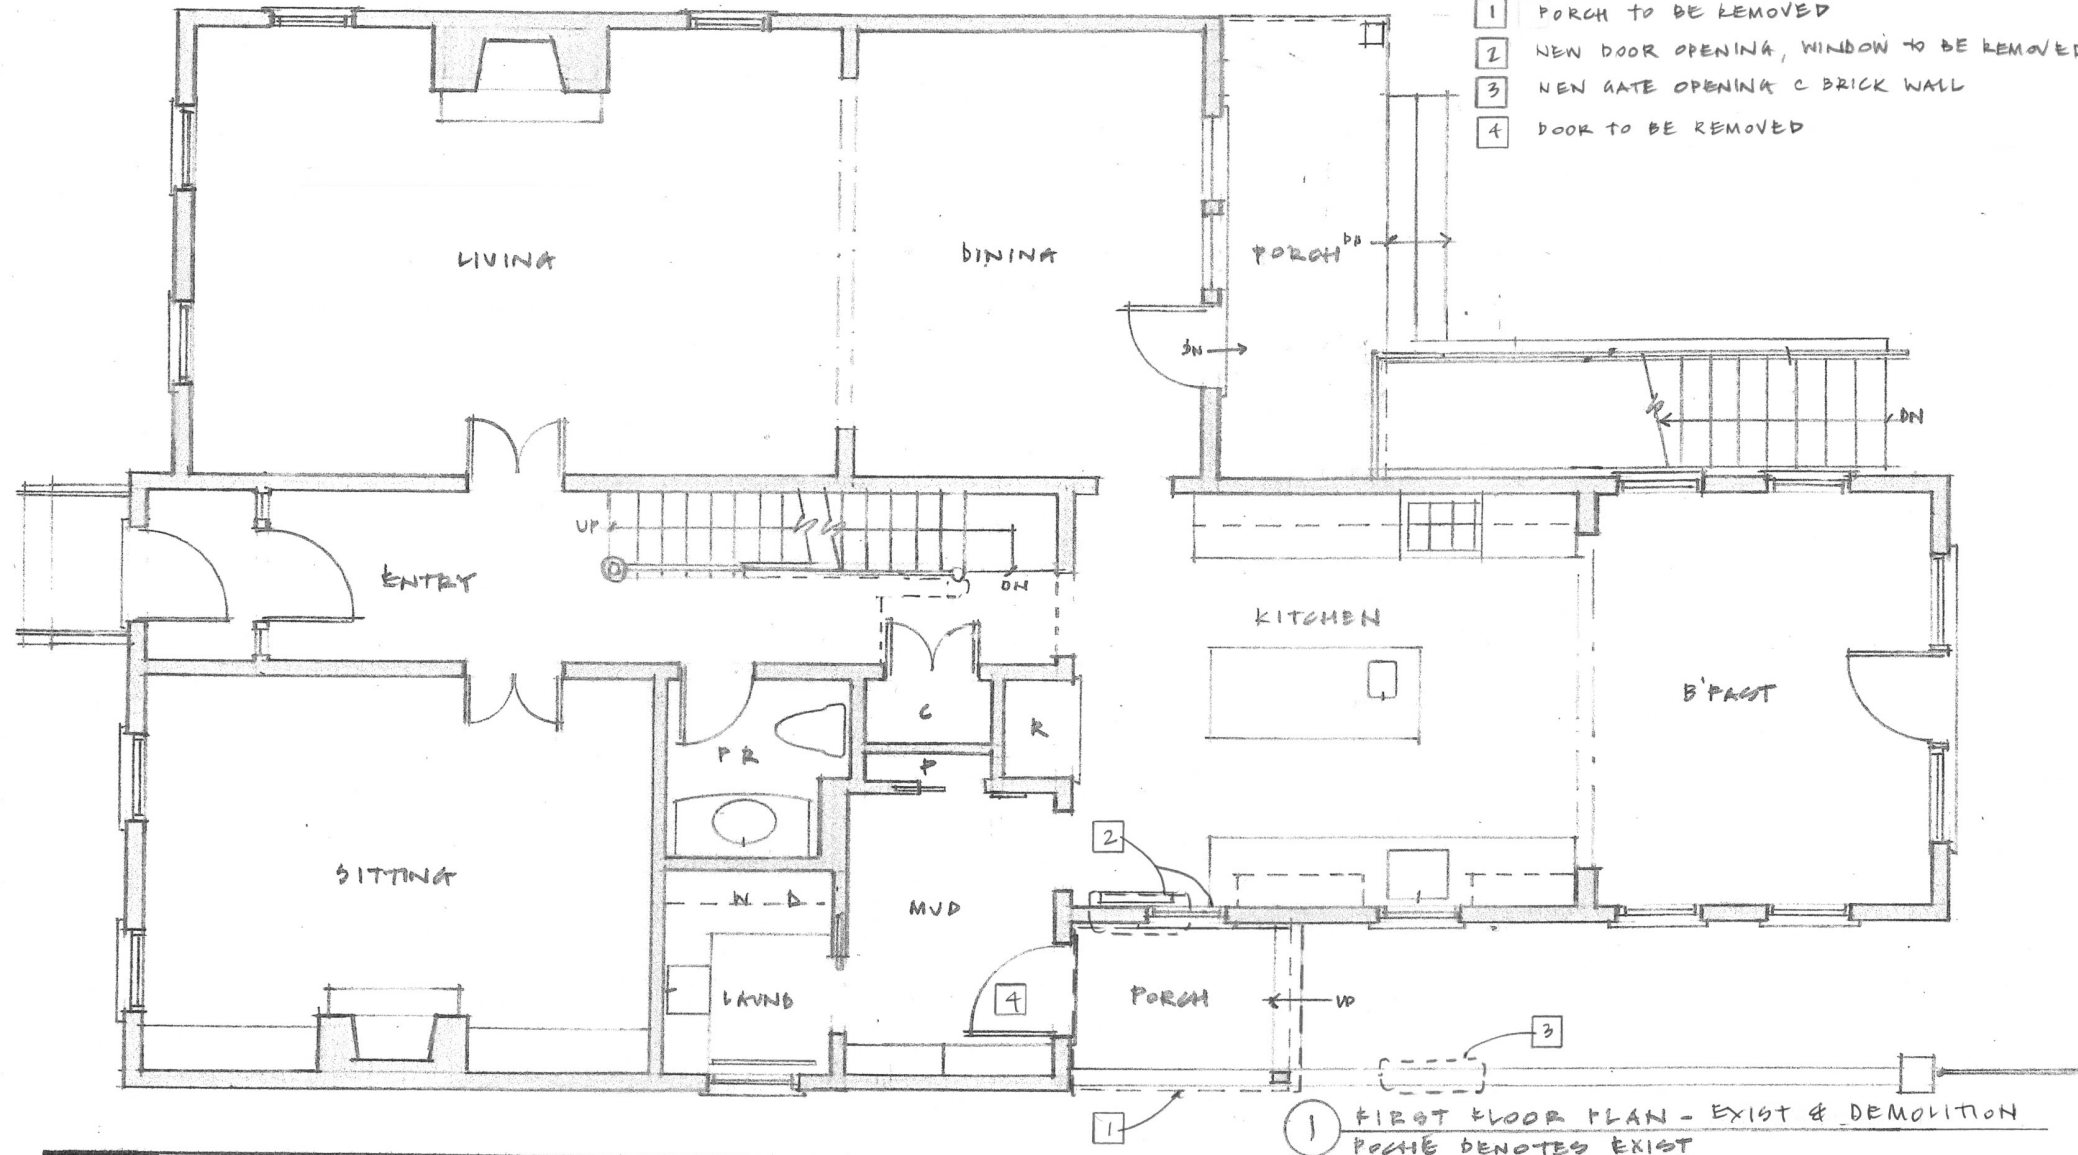 1 PORCH TO BE REMOVED
2 NEW DOOR OPENING, WINDOW TO BE REMOVED
3 NEW GATE OPENING C BRICK WALL
4 DOOR TO BE REMOVED
LIVING
DINING
PORCH
DN
DN
DN
UP
ENTRY
DN
KITCHEN
B'FAST
C
R
PR
P
2
SITTING
W D
MUD
LAUND
4
PORCH
UP
3
1
1 FIRST FLOOR PLAN - EXIST & DEMOLITION
POCHÉ DENOTES EXIST